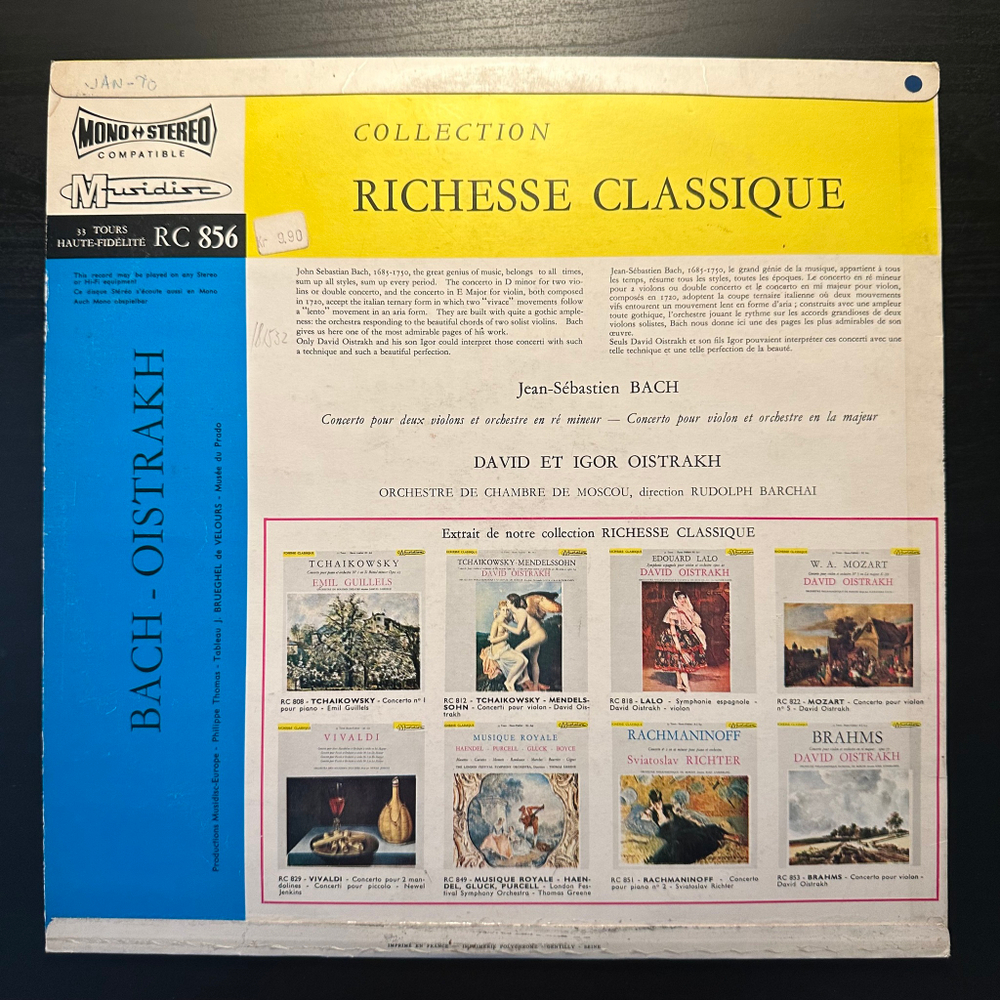 JAN-70
MONO ↔ STEREO
COMPATIBLE
Musidisc
33 TOURS
HAUTE-FIDÉLITÉ RC 856
This record may be played on any Stereo
or Hi-Fi equipment
Ce disque Stéréo s'écoute aussi en Mono
Auch Mono abspielbar
BACH - OISTRAKH
Productions Musidisc-Europe - Philippe Thomas - Tableau J. BRUEGHEL de VELOURS - Musée du Prado
COLLECTION
RICHESSE CLASSIQUE
kr 9.90
John Sebastian Bach, 1685-1750, the great genius of music, belongs to all times,
sum up all styles, sum up every period. The concerto in D minor for two vio-
lins or double concerto, and the concerto in E Major for violin, both composed
in 1720, accept the italian ternary form in which two "vivace" movements follow
a "lento" movement in an aria form. They are built with quite a gothic ample-
ness: the orchestra responding to the beautiful chords of two solist violins. Bach
gives us here one of the most admirable pages of his work.
Only David Oistrakh and his son Igor could interpret those concerti with such
a technique and such a beautiful perfection.
Jean-Sébastien Bach, 1685-1750, le grand génie de la musique, appartient à tous
les temps, résume tous les styles, toutes les époques. Le concerto en ré mineur
pour 2 violons ou double concerto et le concerto en mi majeur pour violon,
composés en 1720, adoptent la coupe ternaire italienne où deux mouvements
vifs entourent un mouvement lent en forme d'aria ; construits avec une ampleur
toute gothique, l'orchestre jouant le rythme sur les accords grandioses de deux
violons solistes, Bach nous donne ici une des pages les plus admirables de son
œuvre.
Seuls David Oistrakh et son fils Igor pouvaient interpréter ces concerti avec une
telle technique et une telle perfection de la beauté.
Jean-Sébastien BACH
Concerto pour deux violons et orchestre en ré mineur — Concerto pour violon et orchestre en la majeur
DAVID ET IGOR OISTRAKH
ORCHESTRE DE CHAMBRE DE MOSCOU, direction RUDOLPH BARCHAI
Extrait de notre collection RICHESSE CLASSIQUE
TCHAIKOWSKY
EMIL GUILLELS
TCHAIKOWSKY-MENDELSSOHN
DAVID OISTRAKH
EDOUARD LALO
DAVID OISTRAKH
W. A. MOZART
DAVID OISTRAKH
RC 808 - TCHAIKOWSKY - Concerto n° 1
pour piano - Emil Guillels
RC 812 - TCHAIKOWSKY - MENDELS-
SOHN - Concerti pour violon - David Ois-
trakh
RC 818 - LALO - Symphonie espagnole -
David Oistrakh - violon
RC 822 - MOZART - Concerto pour violon
n° 5 - David Oistrakh
VIVALDI
MUSIQUE ROYALE
HAENDEL - PURCELL - GLUCK - BOYCE
RACHMANINOFF
Sviatoslav RICHTER
BRAHMS
DAVID OISTRAKH
RC 829 - VIVALDI - Concerto pour 2 man-
dolines - Concerti pour piccolo - Newel
Jenkins
RC 849 - MUSIQUE ROYALE - HAEN-
DEL, GLUCK, PURCELL - London Fes-
tival Symphony Orchestra - Thomas Greene
RC 851 - RACHMANINOFF - Concerto
pour piano n° 2 - Sviatoslav Richter
RC 853 - BRAHMS - Concerto pour violon -
David Oistrakh
IMPRIMÉ EN FRANCE — IMPRIMERIE POLYCHROME - GENTILLY - SEINE